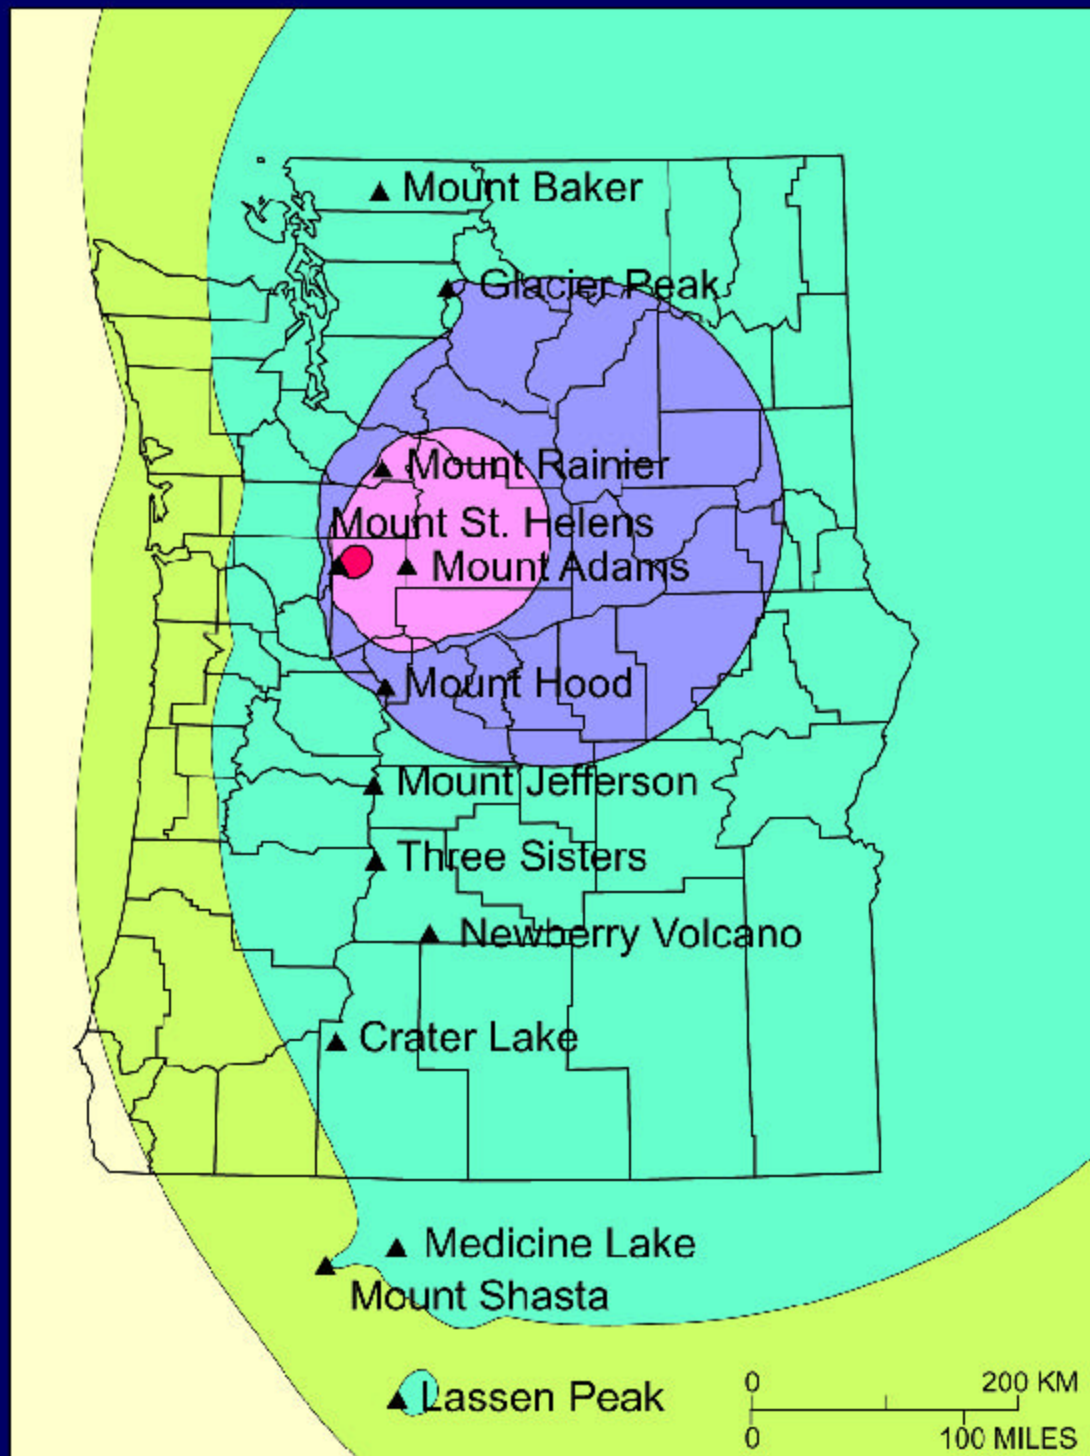 Mount Baker
Glacier Peak
Mount Rainier
Mount St. Helens
Mount Adams
Mount Hood
Mount Jefferson
Three Sisters
Newberry Volcano
Crater Lake
Medicine Lake
Mount Shasta
Lassen Peak
0 200 KM
0 100 MILES